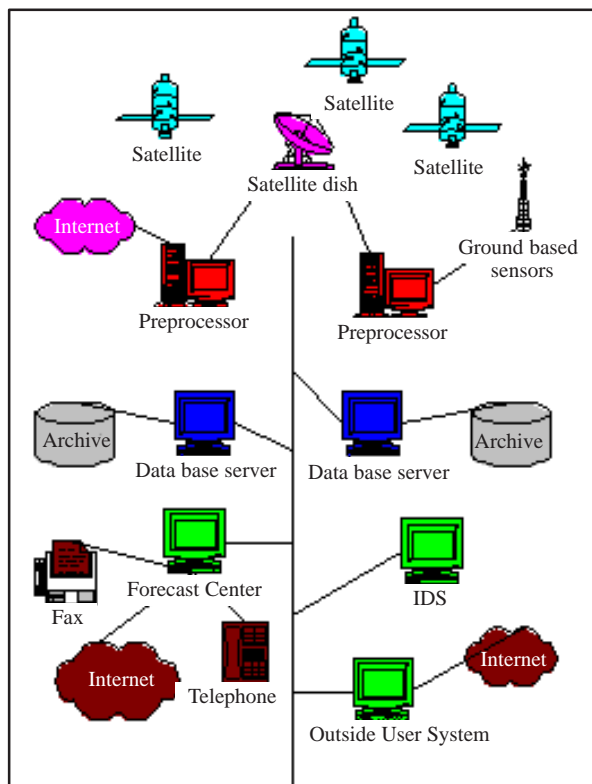 Satellite
Satellite
Satellite
Satellite dish
Internet
Ground based
sensors
Preprocessor
Preprocessor
Archive
Archive
Data base server
Data base server
Forecast Center
IDS
Fax
Internet
Telephone
Internet
Outside User System